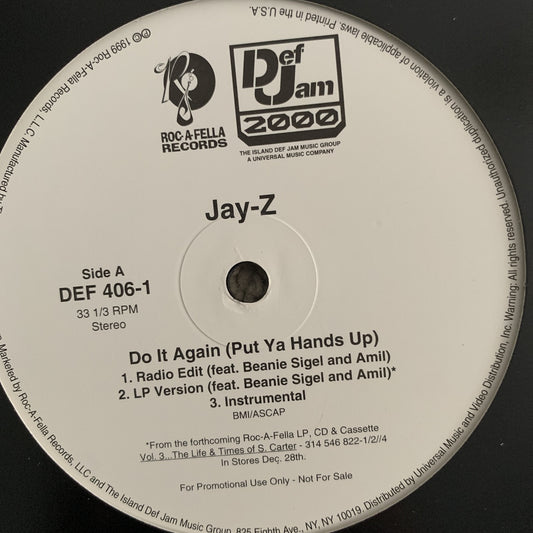 ℗© 1999 Roc-A-Fella Records, L.L.C. Manufactured by
Printed in the U.S.A.
Unauthorized duplication is a violation of applicable laws.
ROC-A-FELLA
RECORDS
Def
Jam
2000
THE ISLAND DEF JAM MUSIC GROUP
A UNIVERSAL MUSIC COMPANY
Jay-Z
Side A
DEF 406-1
33 1/3 RPM
Stereo
Do It Again (Put Ya Hands Up)
1. Radio Edit (feat. Beanie Sigel and Amil)
2. LP Version (feat. Beanie Sigel and Amil)*
3. Instrumental
BMI/ASCAP
*From the forthcoming Roc-A-Fella LP, CD & Cassette
Vol. 3...The Life & Times of S. Carter - 314 546 822-1/2//4
In Stores Dec. 28th.
For Promotional Use Only - Not For Sale
Marketed by Roc-A-Fella Records, LLC and The Island Def Jam Music Group, 825 Eighth Ave., NY, NY 10019. Distributed by Universal Music and Video Distribution, Inc. Warning: All rights reserved.